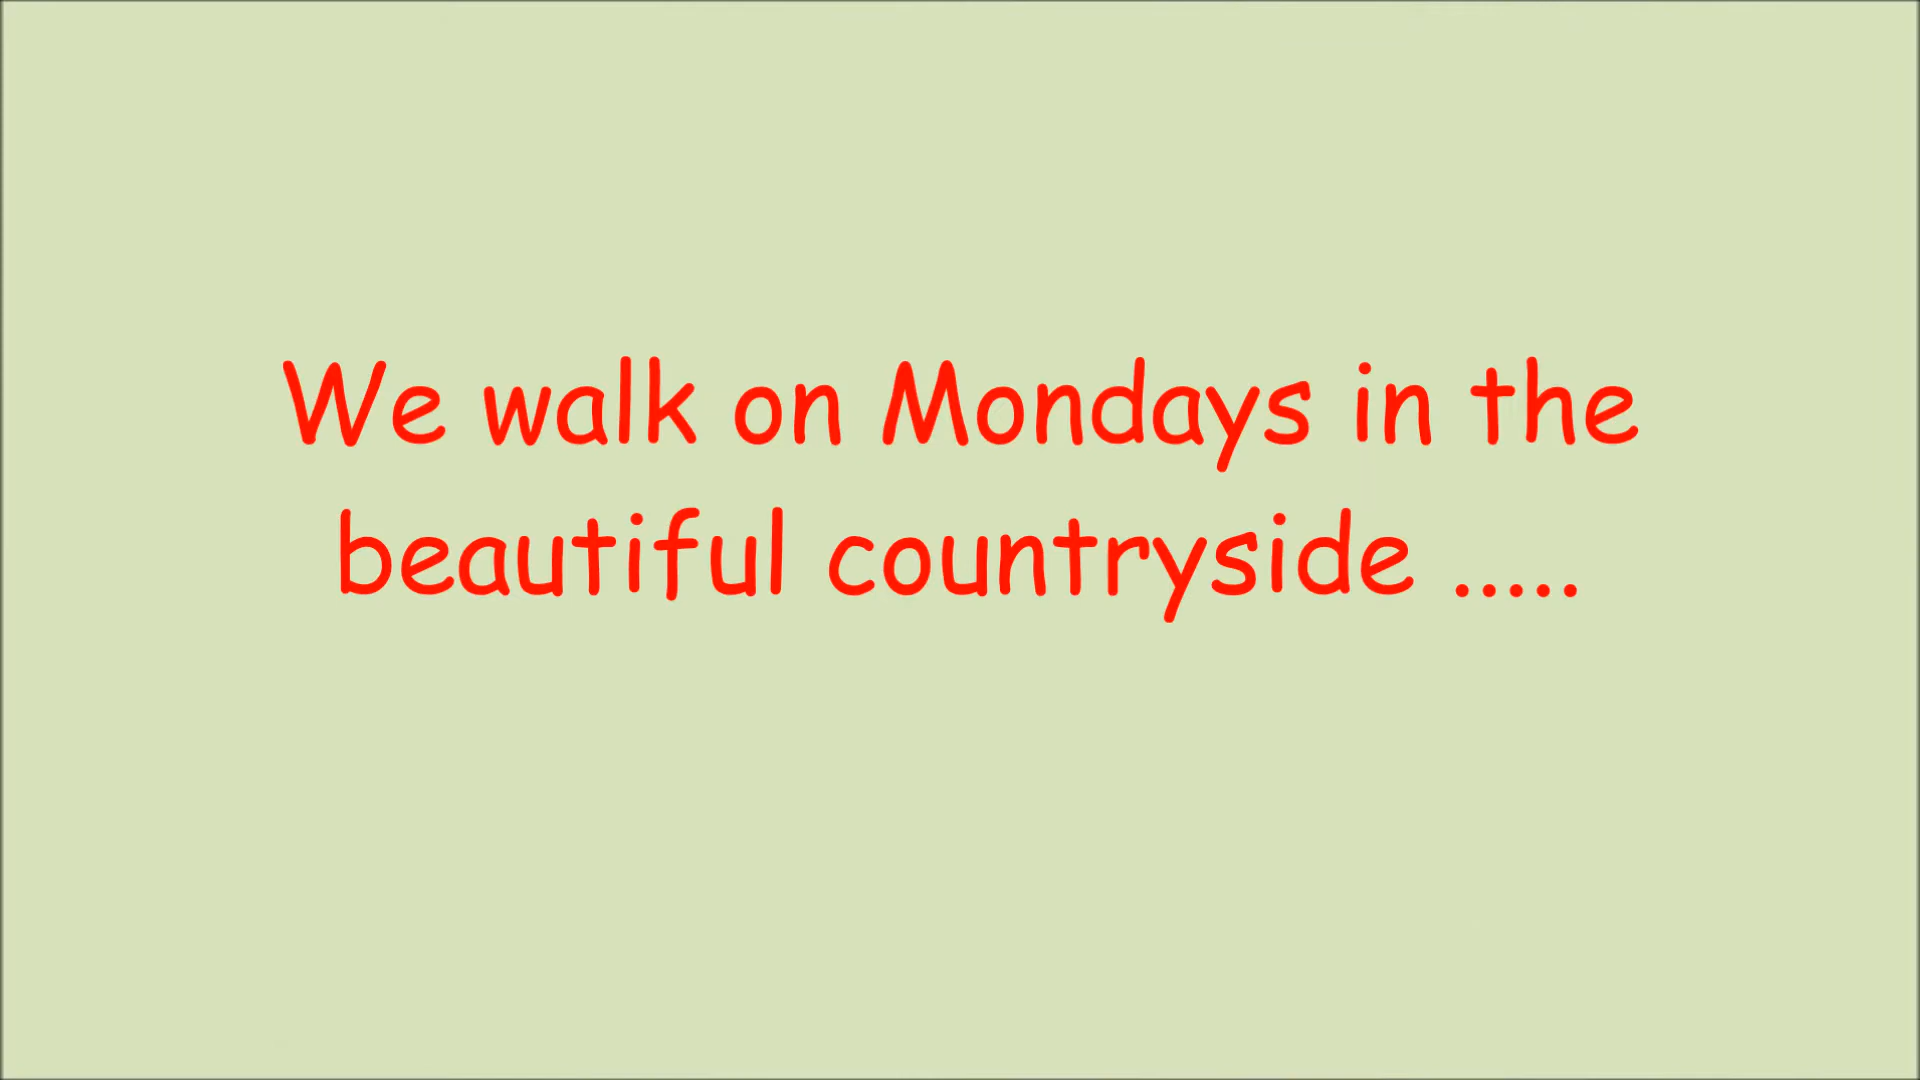 We walk on Mondays in the
beautiful countryside .....